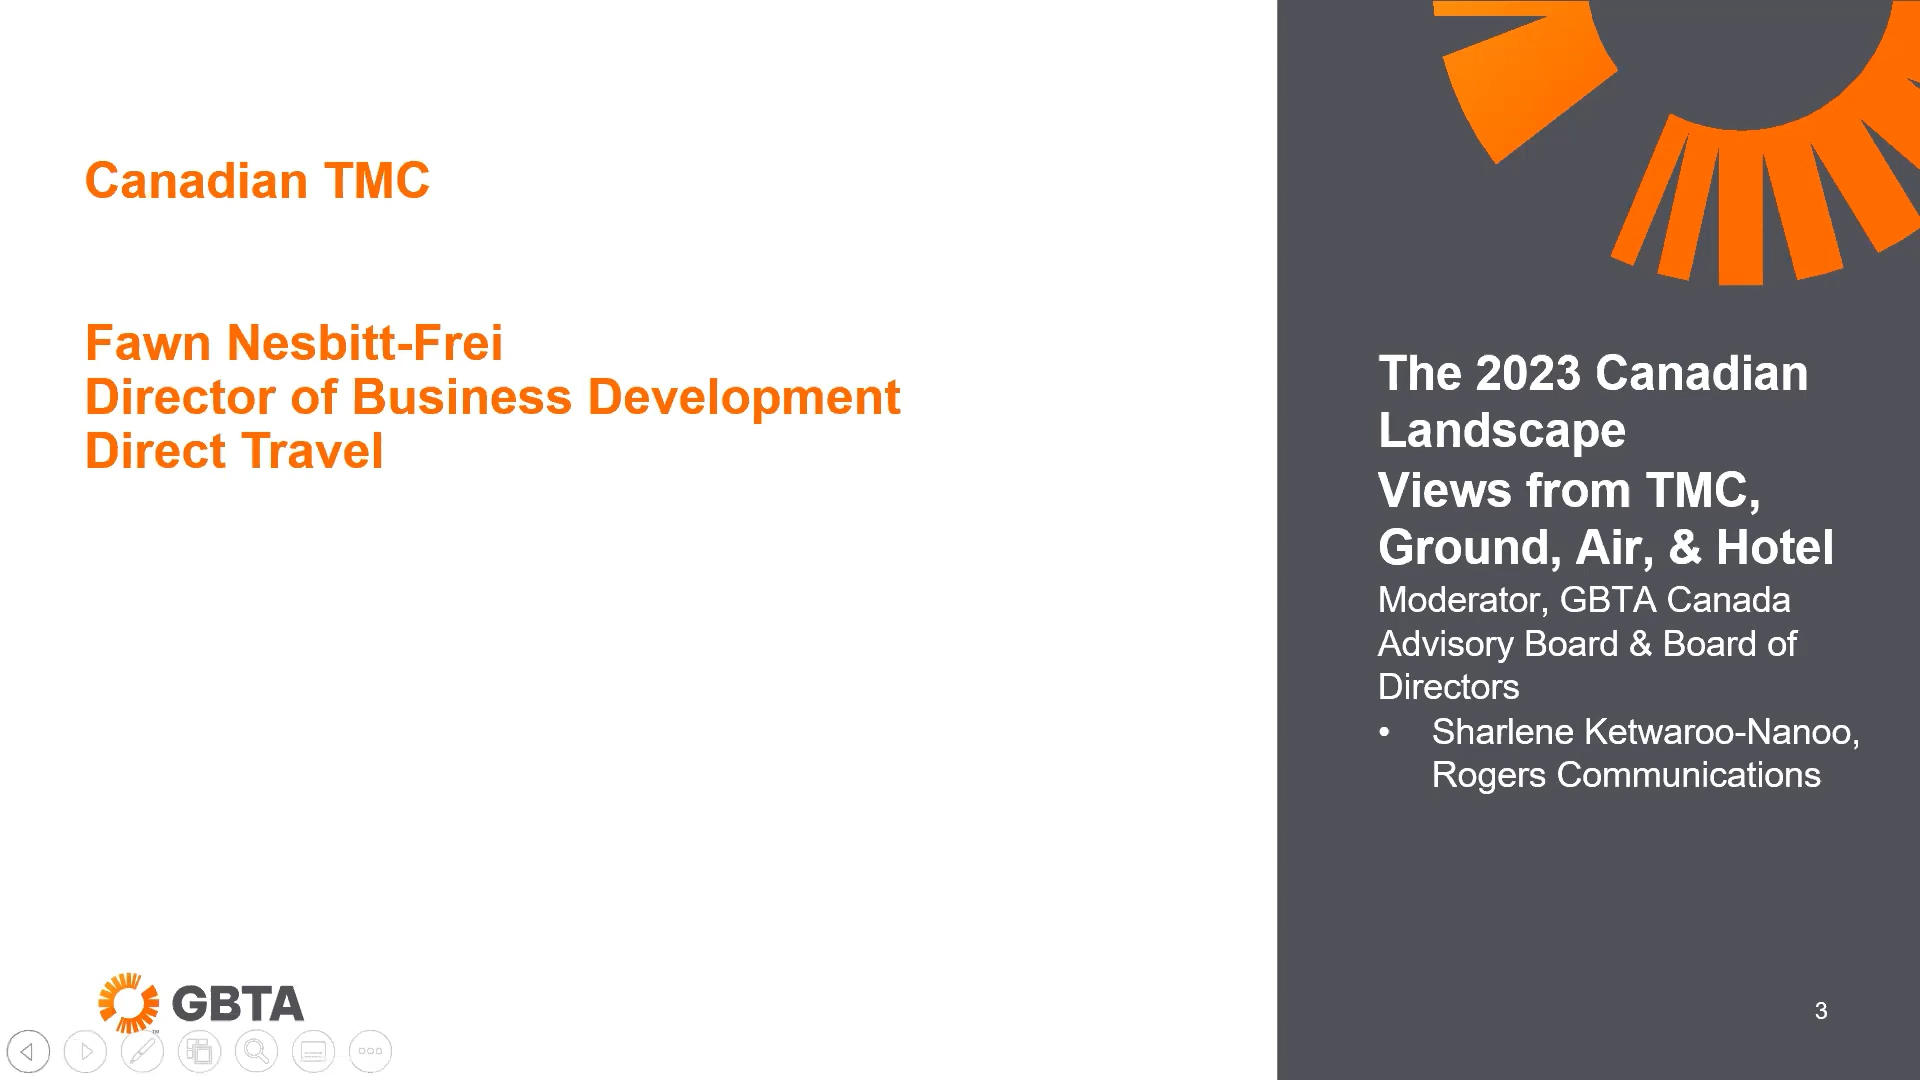 Canadian TMC
Fawn Nesbitt-Frei
Director of Business Development
Direct Travel
The 2023 Canadian
Landscape
Views from TMC,
Ground, Air, & Hotel
Moderator, GBTA Canada
Advisory Board & Board of
Directors
• Sharlene Ketwaroo-Nanoo,
Rogers Communications
GBTA
TM
3